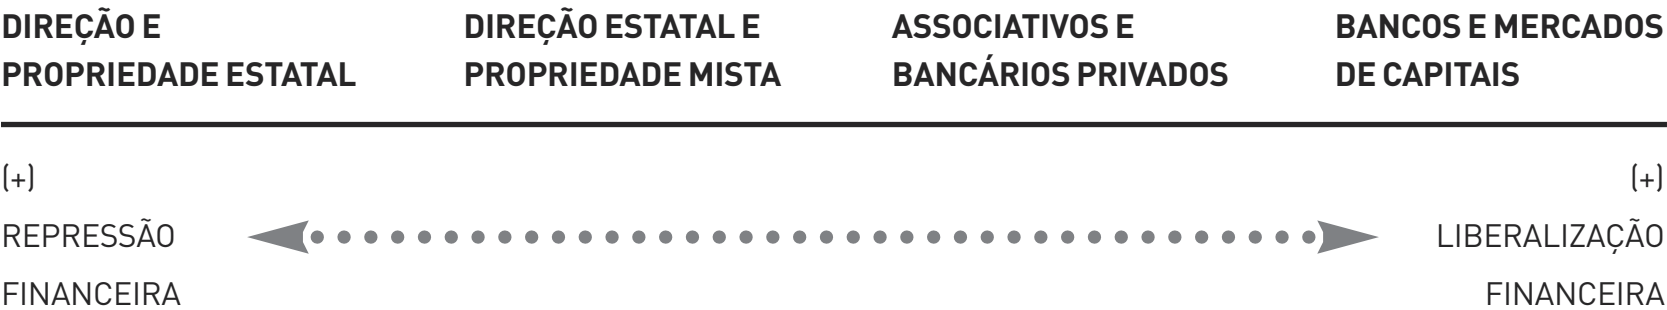 DIREÇÃO E
PROPRIEDADE ESTATAL
DIREÇÃO ESTATAL E
PROPRIEDADE MISTA
ASSOCIATIVOS E
BANCÁRIOS PRIVADOS
BANCOS E MERCADOS
DE CAPITAIS
(+)
REPRESSÃO
FINANCEIRA
(+)
LIBERALIZAÇÃO
FINANCEIRA